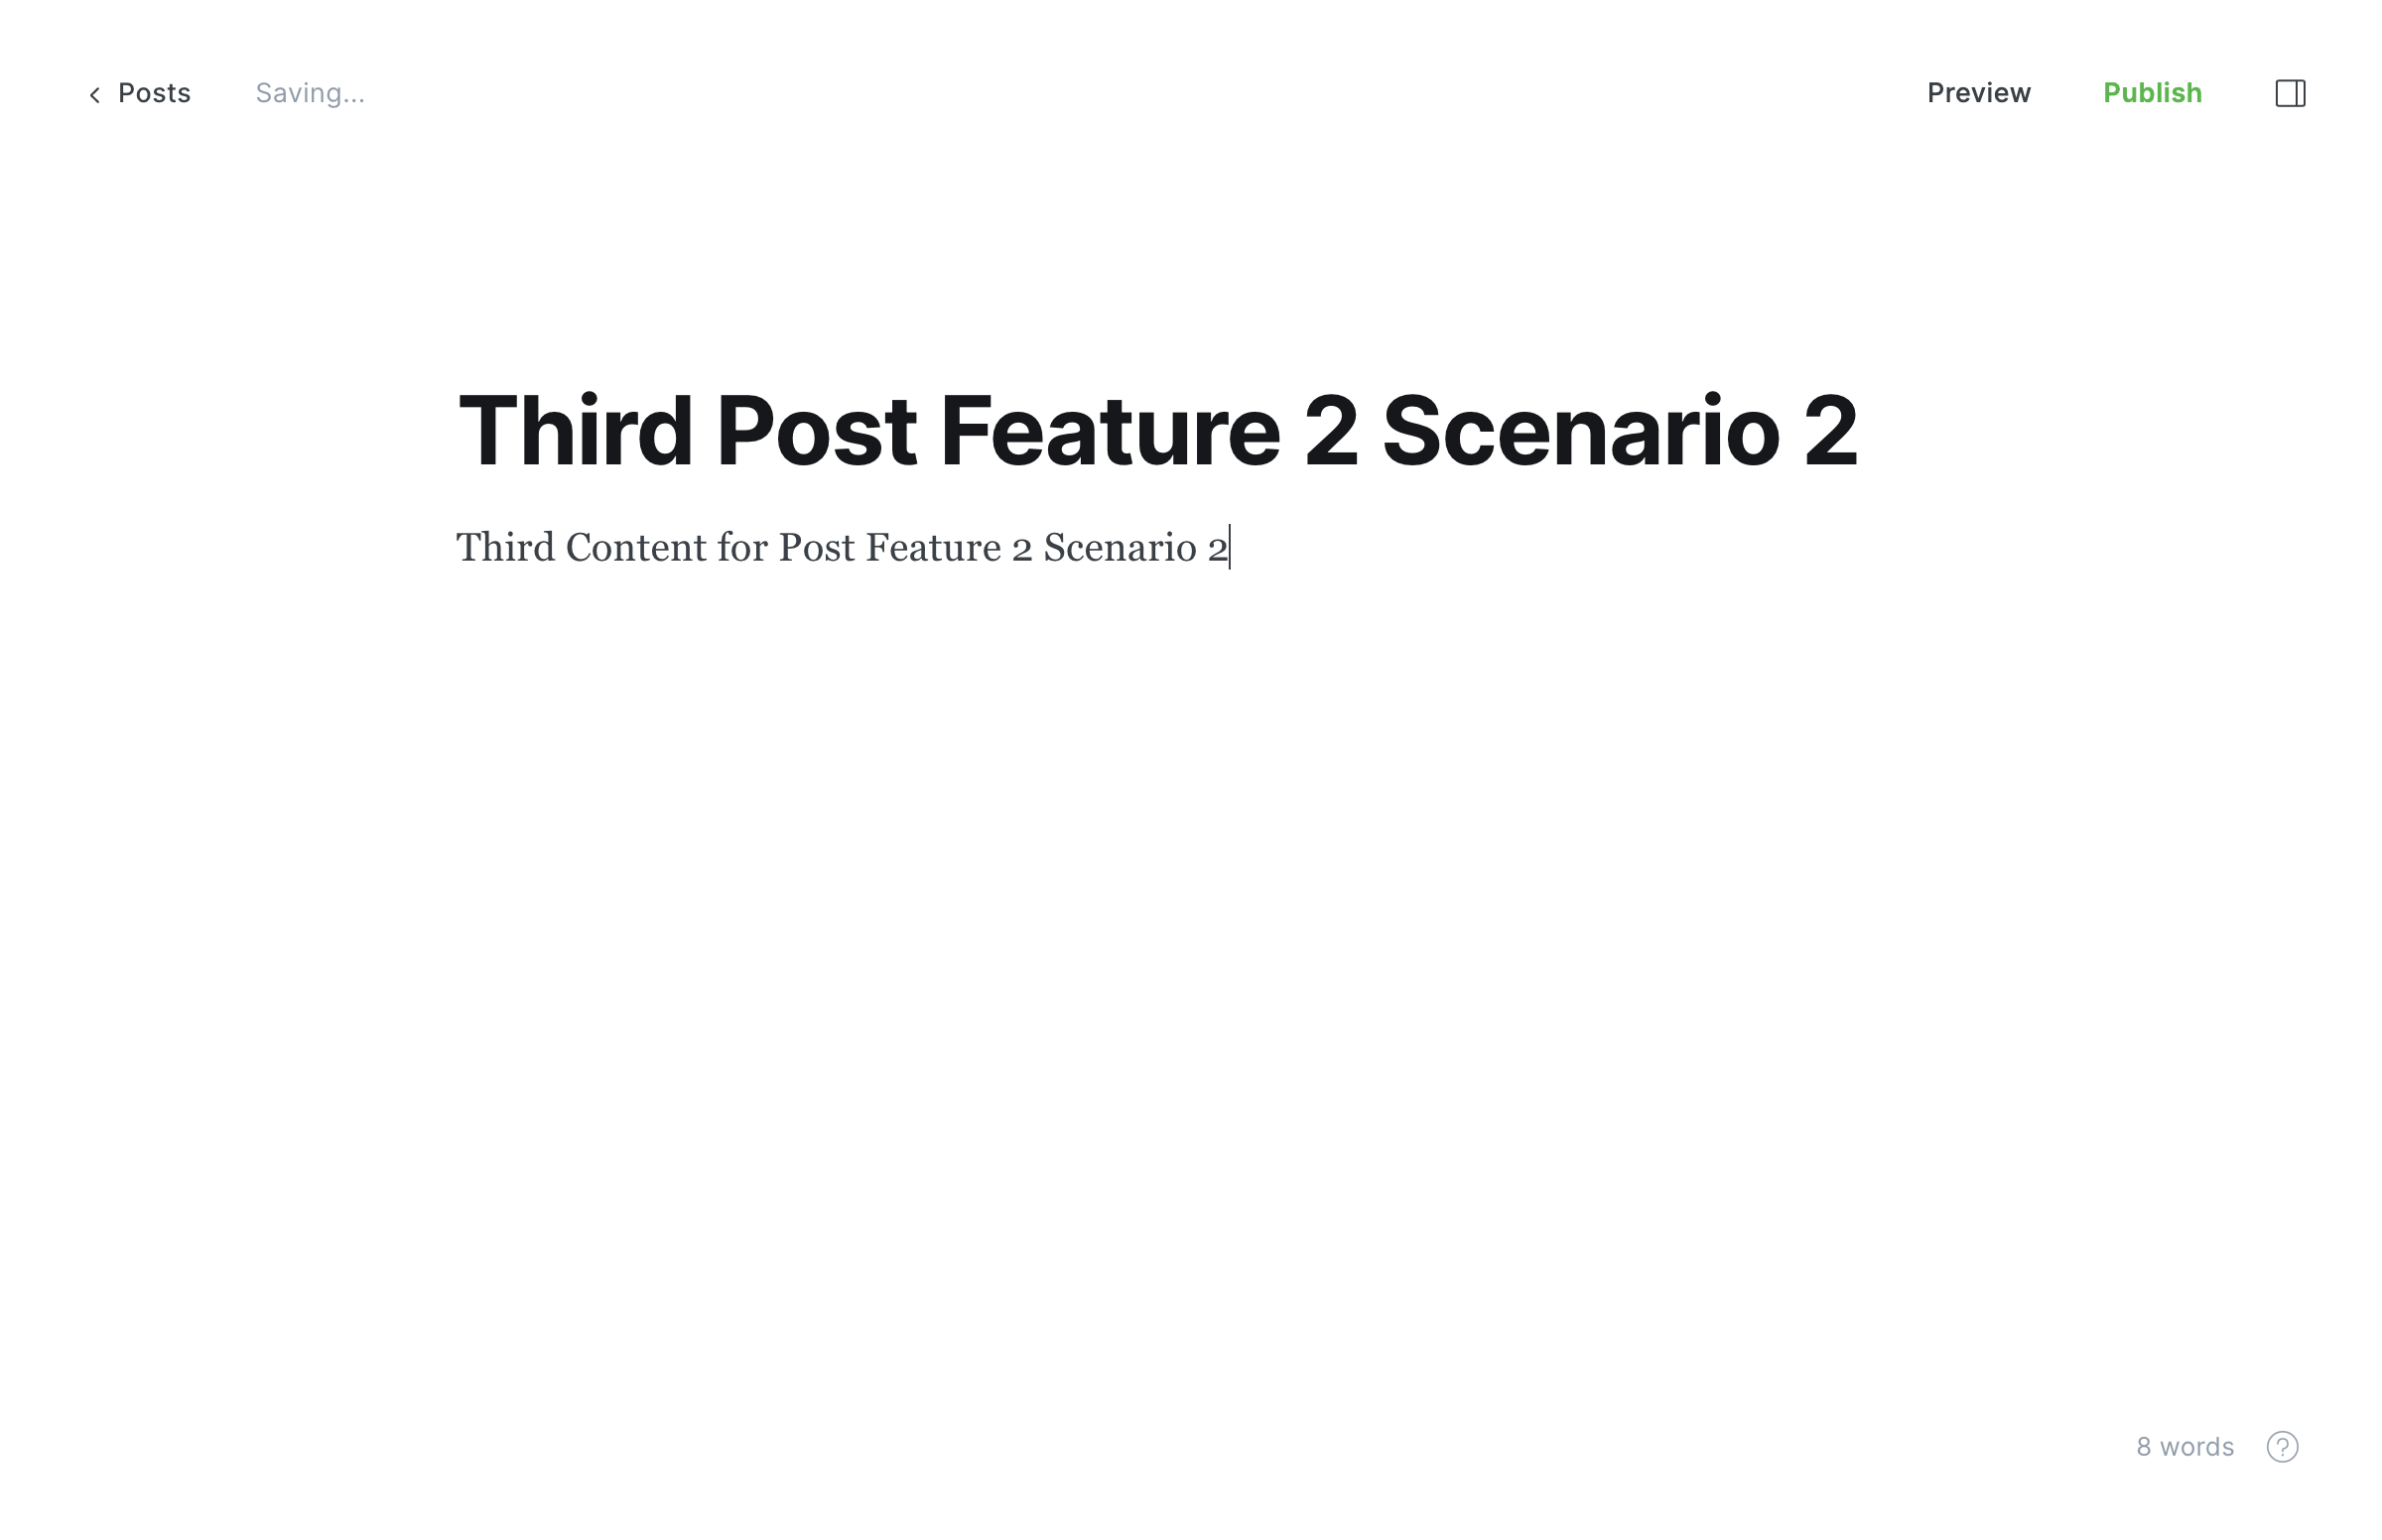 Posts
Saving...
Preview
Publish
Third Post Feature 2 Scenario 2
Third Content for Post Feature 2 Scenario 2
8 words
?